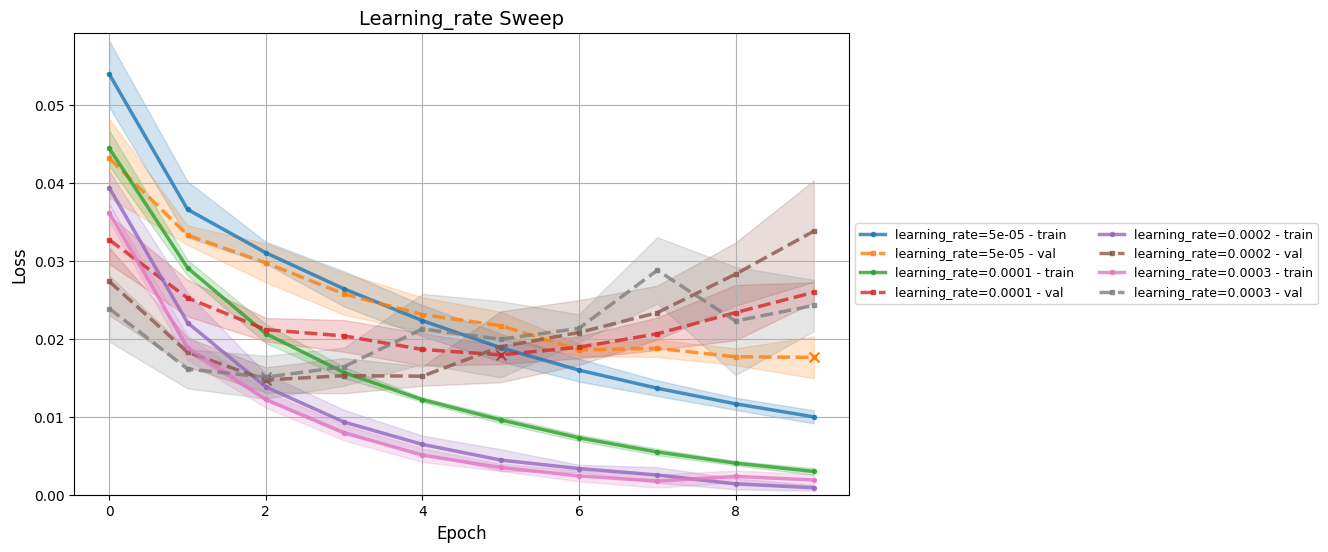 Learning_rate Sweep
Loss
0.05
0.04
0.03
0.02
0.01
0.00
0 2 4 6 8
Epoch
learning_rate=5e-05 - train
learning_rate=5e-05 - val
learning_rate=0.0001 - train
learning_rate=0.0001 - val
learning_rate=0.0002 - train
learning_rate=0.0002 - val
learning_rate=0.0003 - train
learning_rate=0.0003 - val